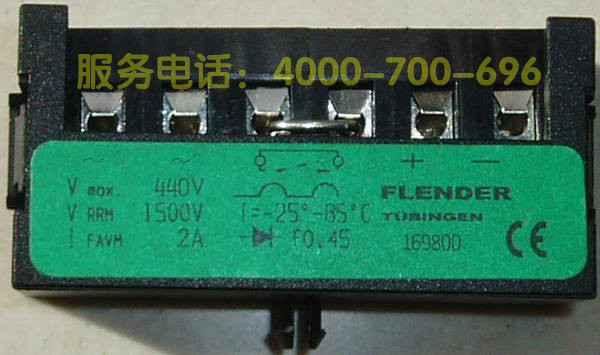 服务电话：4000-700-696
~ ~ + −
V max. 440V
V RRM 1500V
I FAVM 2A
T=-25°-85°C
f0.45
FLENDER
TÜBINGEN
169800
CE